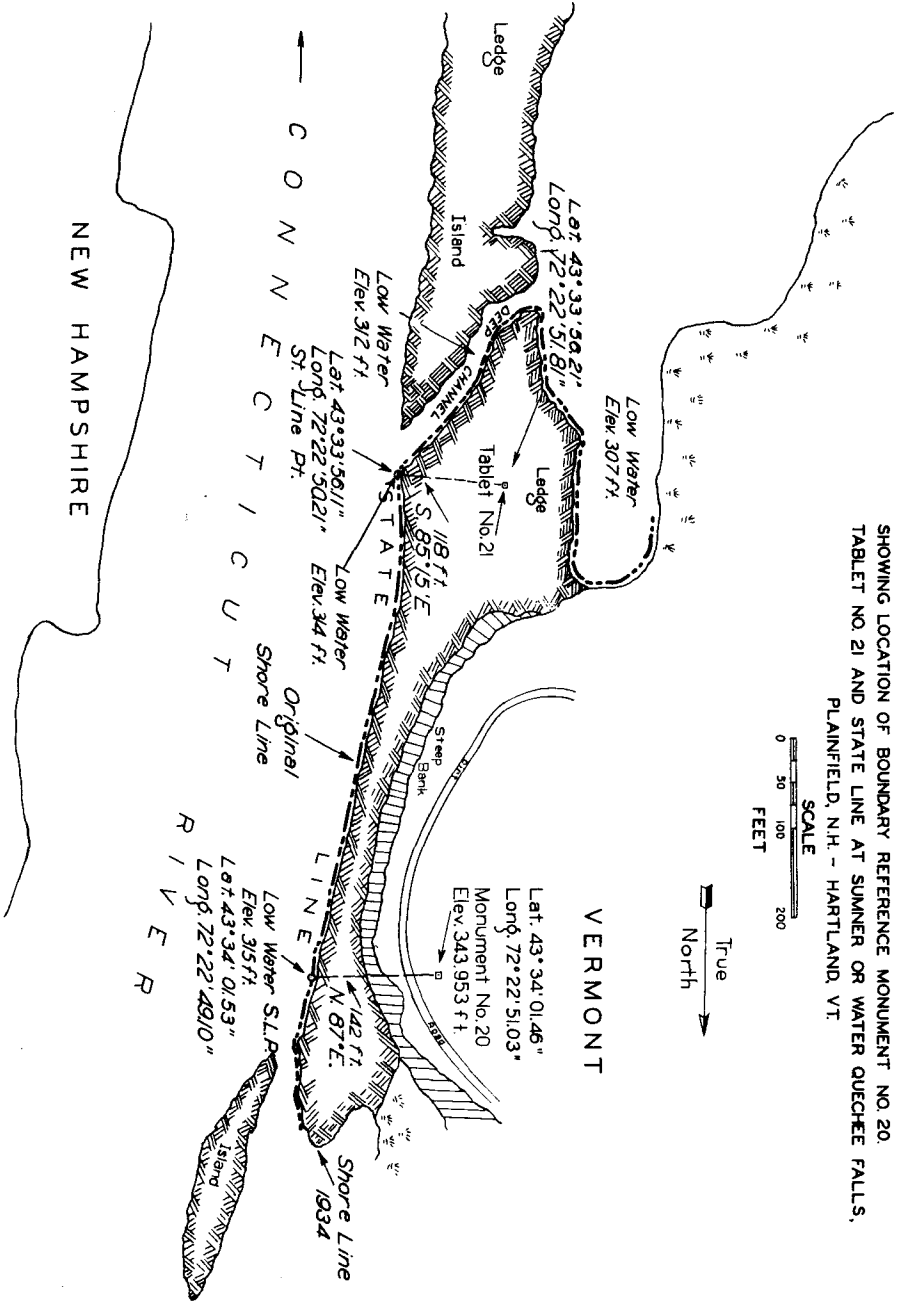 SHOWING LOCATION OF BOUNDARY REFERENCE MONUMENT NO. 20.
TABLET NO. 21 AND STATE LINE AT SUMNER OR WATER QUECHEE FALLS,
PLAINFIELD, N.H. - HARTLAND, VT.
SCALE
0 50 100 200
FEET
True
North
VERMONT
Low Water
Elev. 307 ft.
Lat. 43° 33' 56.21"
Long. 72° 22' 51.81"
Ledge
Ledge
Island
DEEP CHANNEL
Tablet No. 21
118 ft.
S. 85° 15' E
Low Water
Elev. 312 ft.
Lat. 43° 33' 56.11"
Long. 72° 22' 50.21"
St. Line Pt.
Low Water
Elev. 314 ft.
STATE LINE
Original
Shore Line
Steep
Bank
DIRT
ROAD
Lat. 43° 34' 01.46"
Long. 72° 22' 51.03"
Monument No. 20
Elev. 343.953 ft.
142 ft.
N. 87° E.
Low Water S.L.P.
Elev. 315 ft.
Lat. 43° 34' 01.53"
Long. 72° 22' 49.10"
Shore Line
1934
Island
CONNECTICUT RIVER
NEW HAMPSHIRE